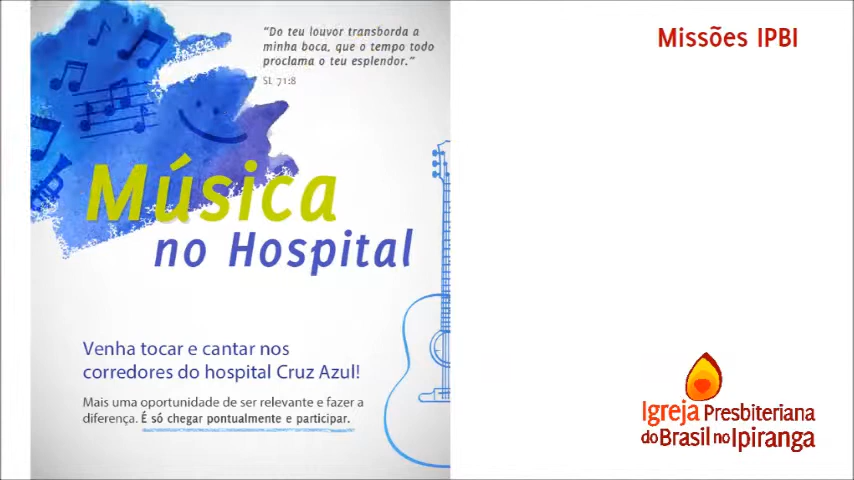 "Do teu louvor transborda a
minha boca, que o tempo todo
proclama o teu esplendor."
SL 71:8
Missões IPBI
Música
no Hospital
Venha tocar e cantar nos
corredores do hospital Cruz Azul!
Mais uma oportunidade de ser relevante e fazer a
diferença. É só chegar pontualmente e participar.
Igreja Presbiteriana
do Brasil no Ipiranga